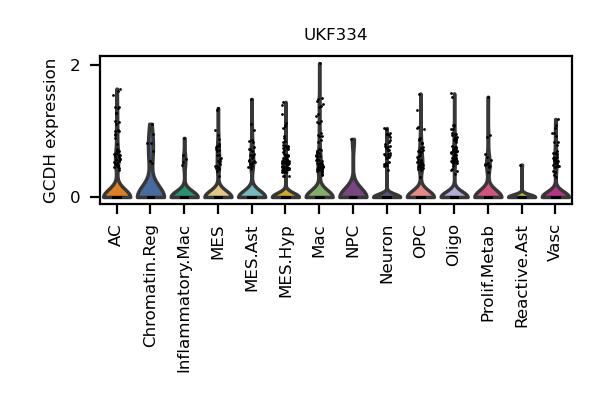 UKF334
GCDH expression
2
0
AC
Chromatin.Reg
Inflammatory.Mac
MES
MES.Ast
MES.Hyp
Mac
NPC
Neuron
OPC
Oligo
Prolif.Metab
Reactive.Ast
Vasc